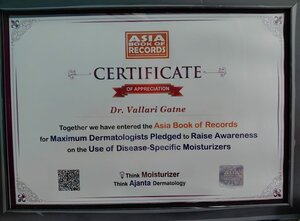 ASIA
BOOK OF
RECORDS
CERTIFICATE
OF APPRECIATION
Dr. Vallari Gatne
Together we have entered the Asia Book of Records
for Maximum Dermatologists Pledged to Raise Awareness
on the Use of Disease-Specific Moisturizers
Think Moisturizer
Think Ajanta Dermatology